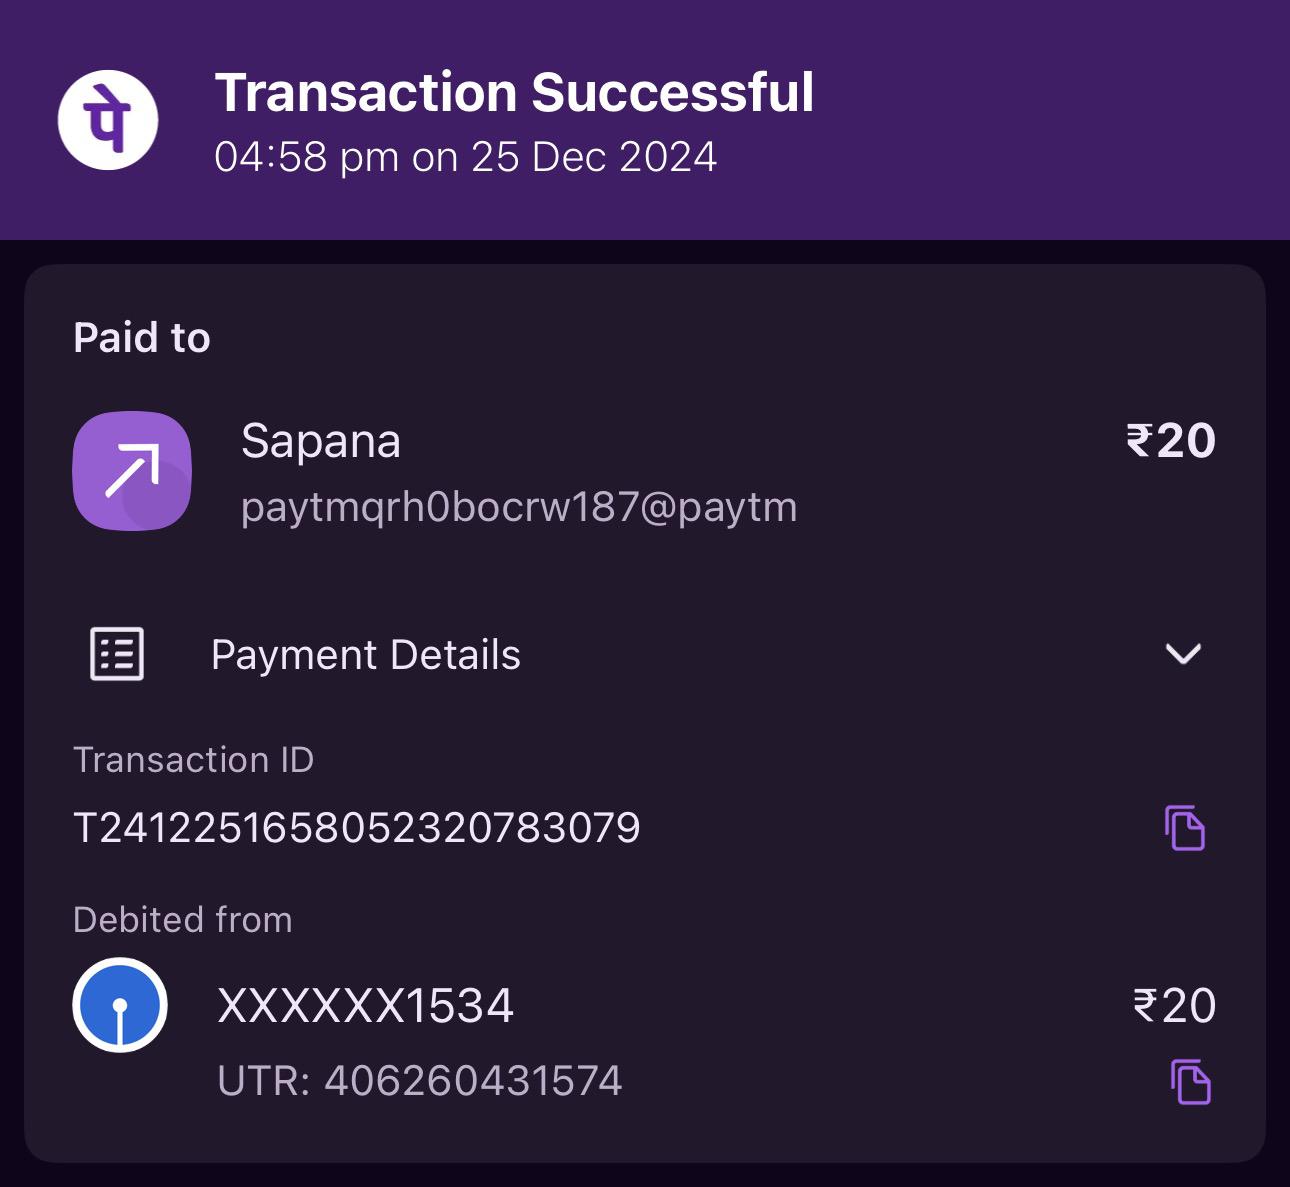 पे
Transaction Successful
04:58 pm on 25 Dec 2024
Paid to
Sapana
₹20
paytmqrh0bocrw187@paytm
Payment Details
Transaction ID
T2412251658052320783079
Debited from
XXXXXX1534
₹20
UTR: 406260431574